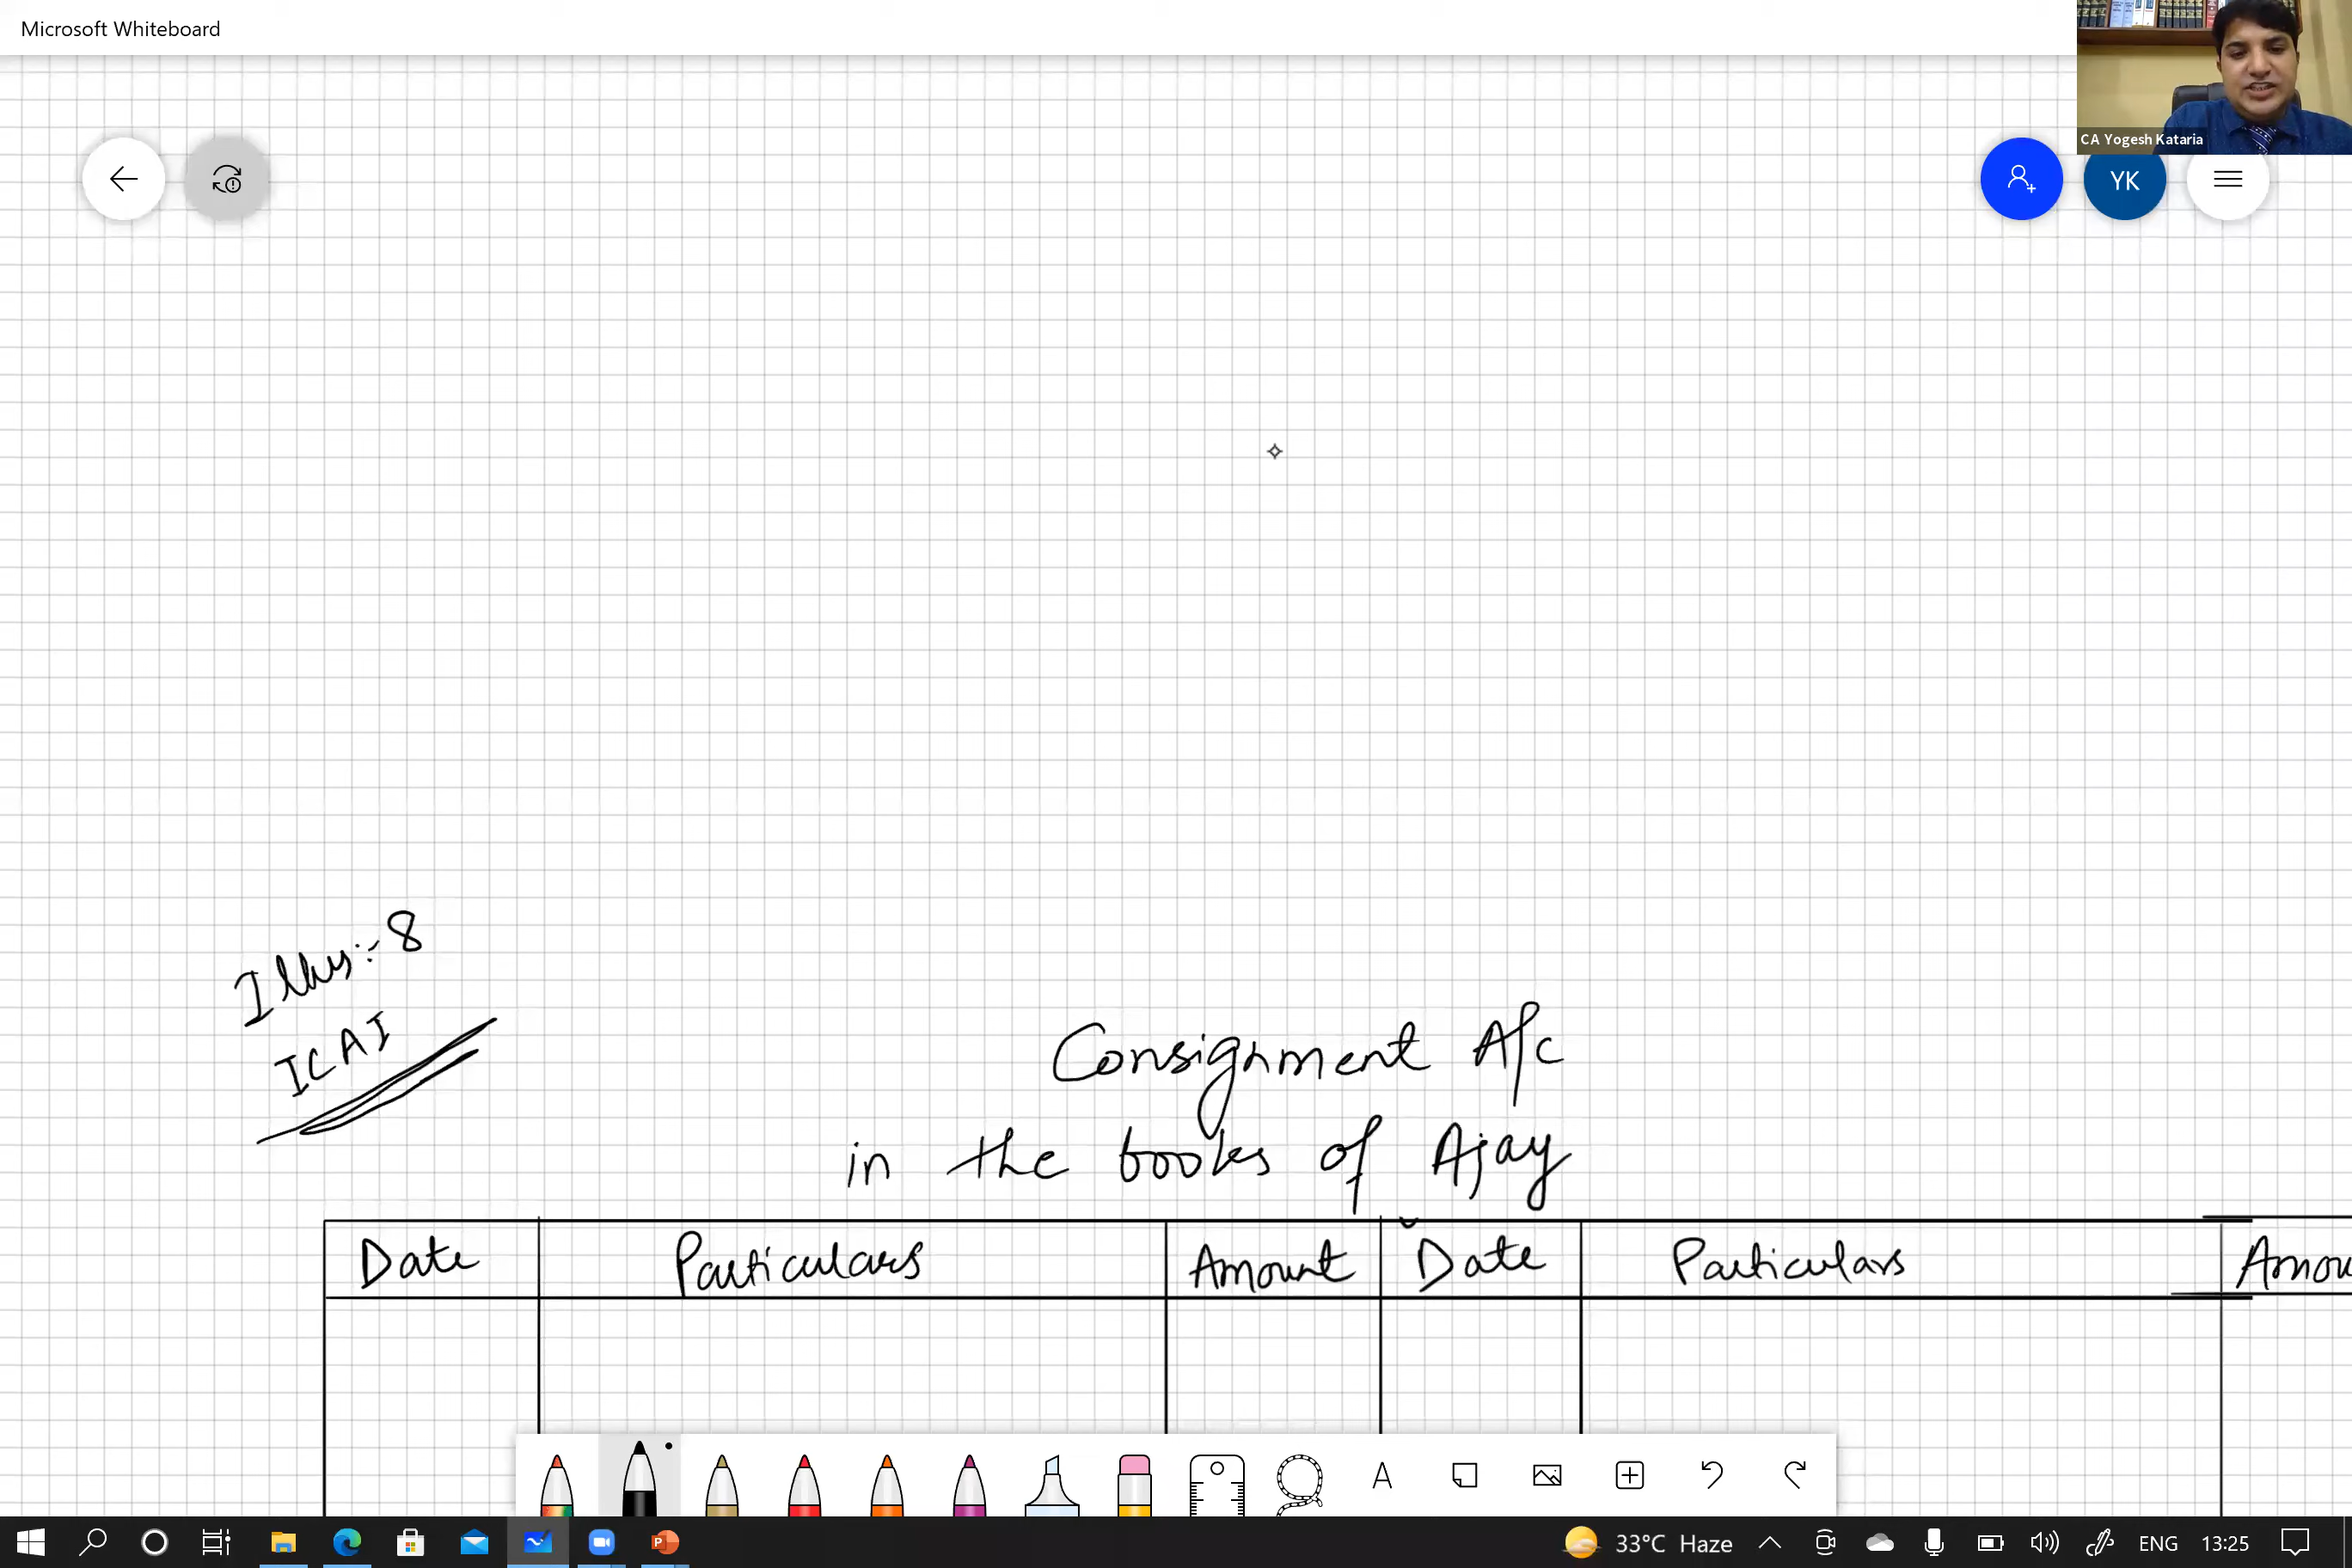 Microsoft Whiteboard
CA Yogesh Kataria
YK
Illus:- 8
ICAI
Consignment A/c
in the books of Ajay
Date Particulars Amount Date Particulars Amou
33°C Haze ENG 13:25